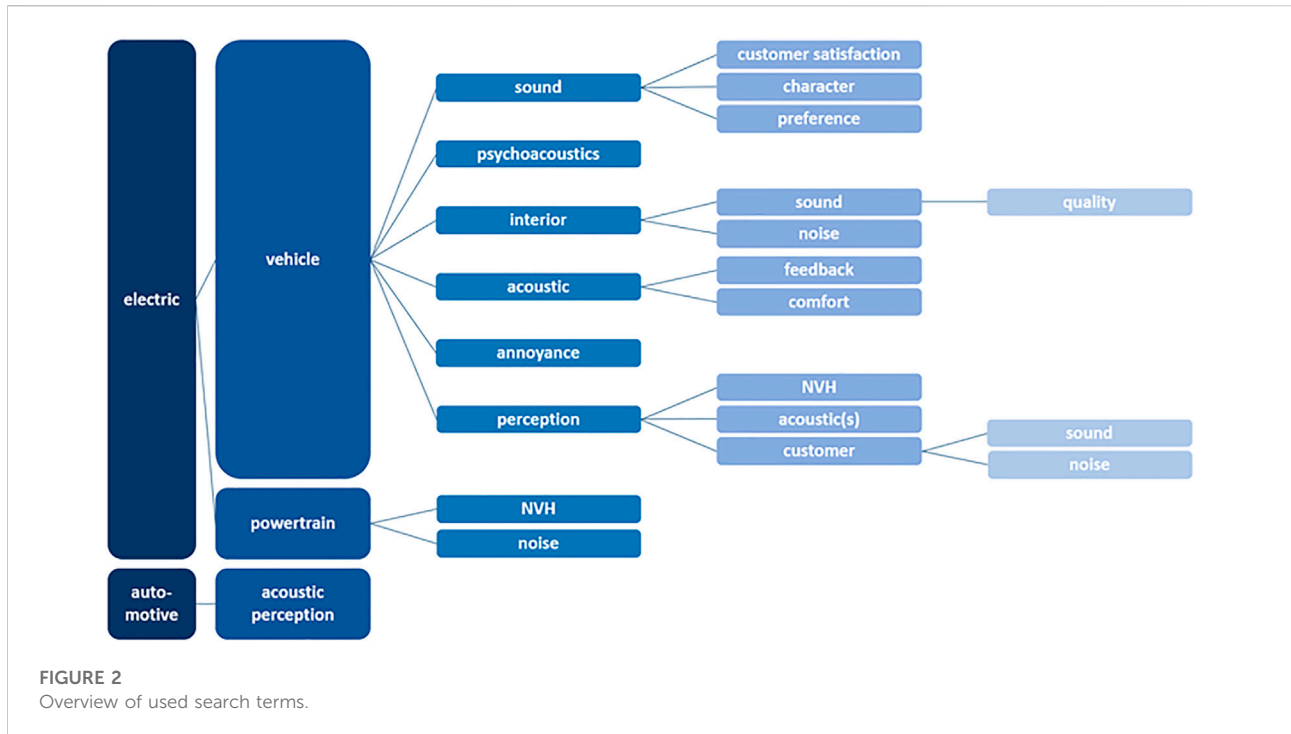 electric
vehicle
sound
customer satisfaction
character
preference
psychoacoustics
interior
sound
quality
noise
acoustic
feedback
comfort
annoyance
perception
NVH
acoustic(s)
customer
sound
noise
powertrain
NVH
noise
auto-
motive
acoustic
perception
FIGURE 2
Overview of used search terms.